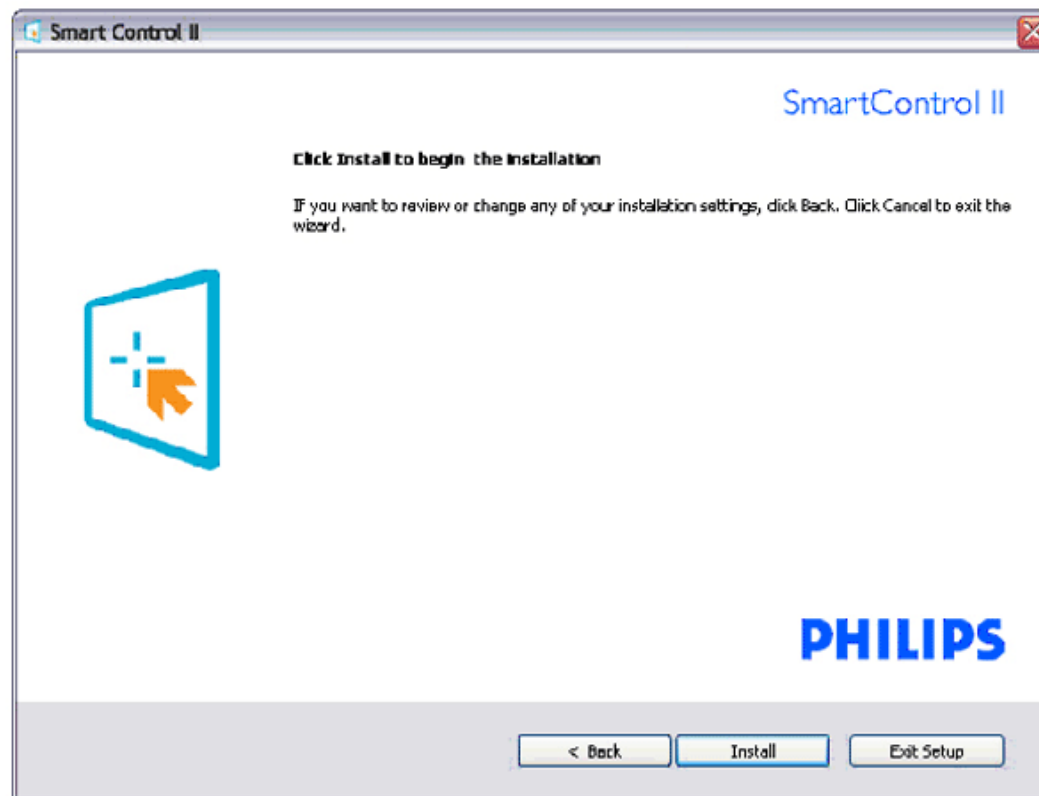 Smart Control II
SmartControl II
Click Install to begin the installation
If you want to review or change any of your installation settings, click Back. Click Cancel to exit the
wizard.
PHILIPS
< Back
Install
Exit Setup